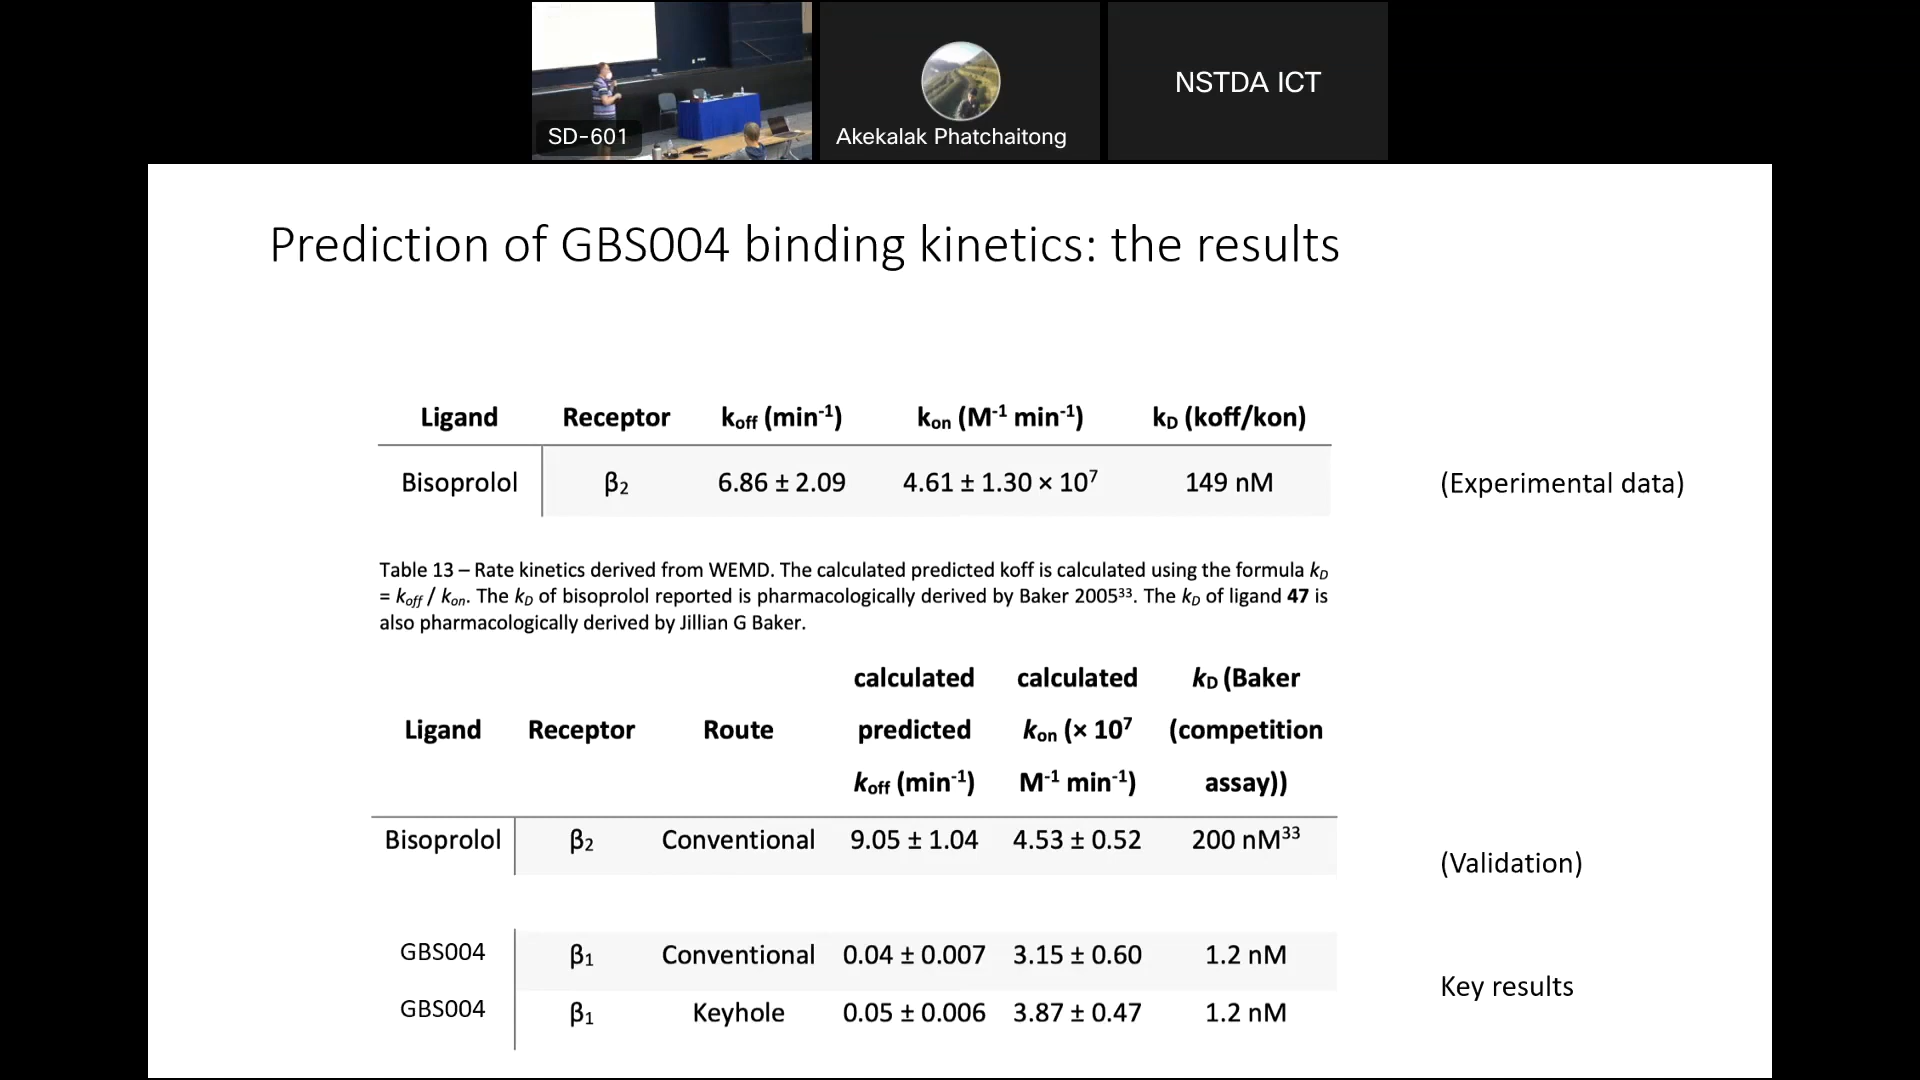 SD-601
Akekalak Phatchaitong
NSTDA ICT
Prediction of GBS004 binding kinetics: the results
Ligand Receptor koff (min-1) kon (M-1 min-1) kD (koff/kon)
Bisoprolol β2 6.86 ± 2.09 4.61 ± 1.30 × 10⁷ 149 nM (Experimental data)
Table 13 – Rate kinetics derived from WEMD. The calculated predicted koff is calculated using the formula kD
= koff / kon. The kD of bisoprolol reported is pharmacologically derived by Baker 2005³³. The kD of ligand 47 is
also pharmacologically derived by Jillian G Baker.
calculated calculated kD (Baker
Ligand Receptor Route predicted kon (× 10⁷ (competition
koff (min-1) M-1 min-1) assay))
Bisoprolol β2 Conventional 9.05 ± 1.04 4.53 ± 0.52 200 nM³³
(Validation)
GBS004 β1 Conventional 0.04 ± 0.007 3.15 ± 0.60 1.2 nM
Key results
GBS004 β1 Keyhole 0.05 ± 0.006 3.87 ± 0.47 1.2 nM